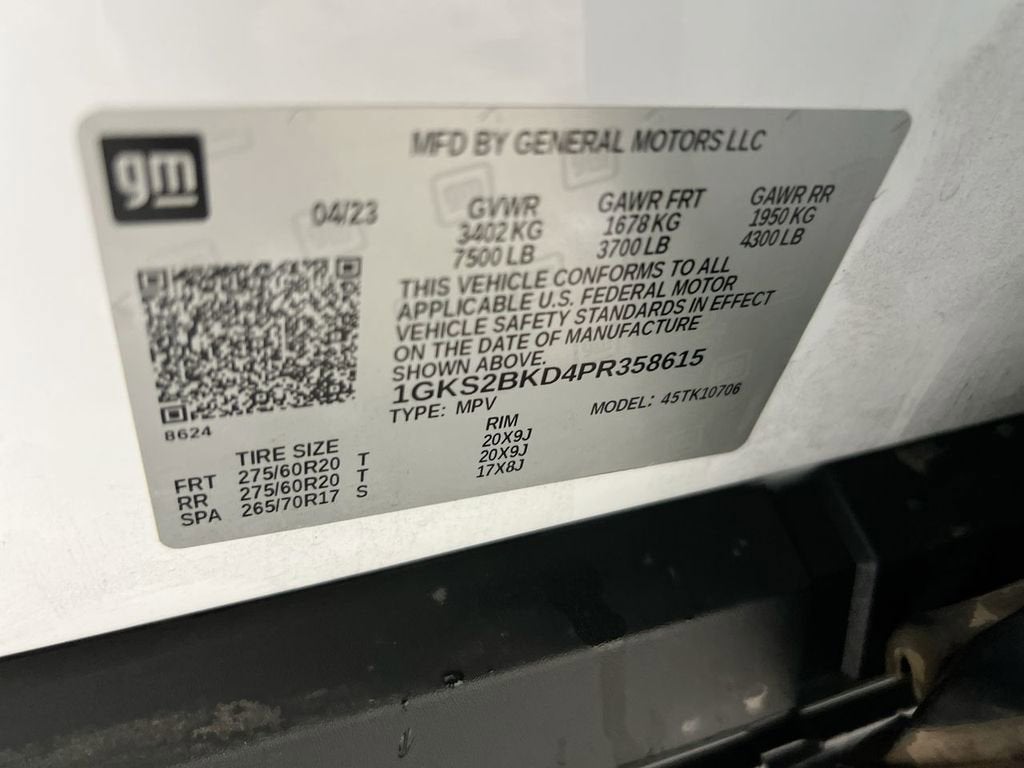 gm
MFD BY GENERAL MOTORS LLC
04/23
GVWR GAWR FRT GAWR RR
3402 KG 1678 KG 1950 KG
7500 LB 3700 LB 4300 LB
THIS VEHICLE CONFORMS TO ALL
APPLICABLE U.S. FEDERAL MOTOR
VEHICLE SAFETY STANDARDS IN EFFECT
ON THE DATE OF MANUFACTURE
SHOWN ABOVE.
1GKS2BKD4PR358615
TYPE: MPV MODEL: 45TK10706
8624
TIRE SIZE RIM
FRT 275/60R20 T 20X9J
RR 275/60R20 T 20X9J
SPA 265/70R17 S 17X8J